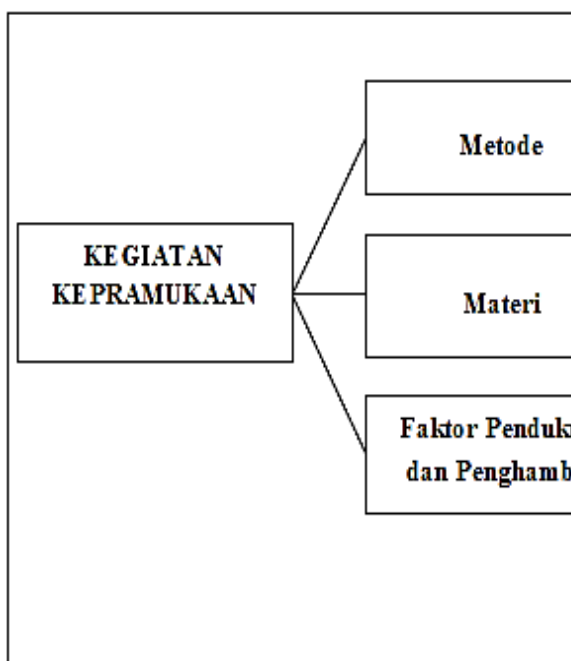 Metode
KEGIATAN
KEPRAMUKAAN
Materi
Faktor
dan